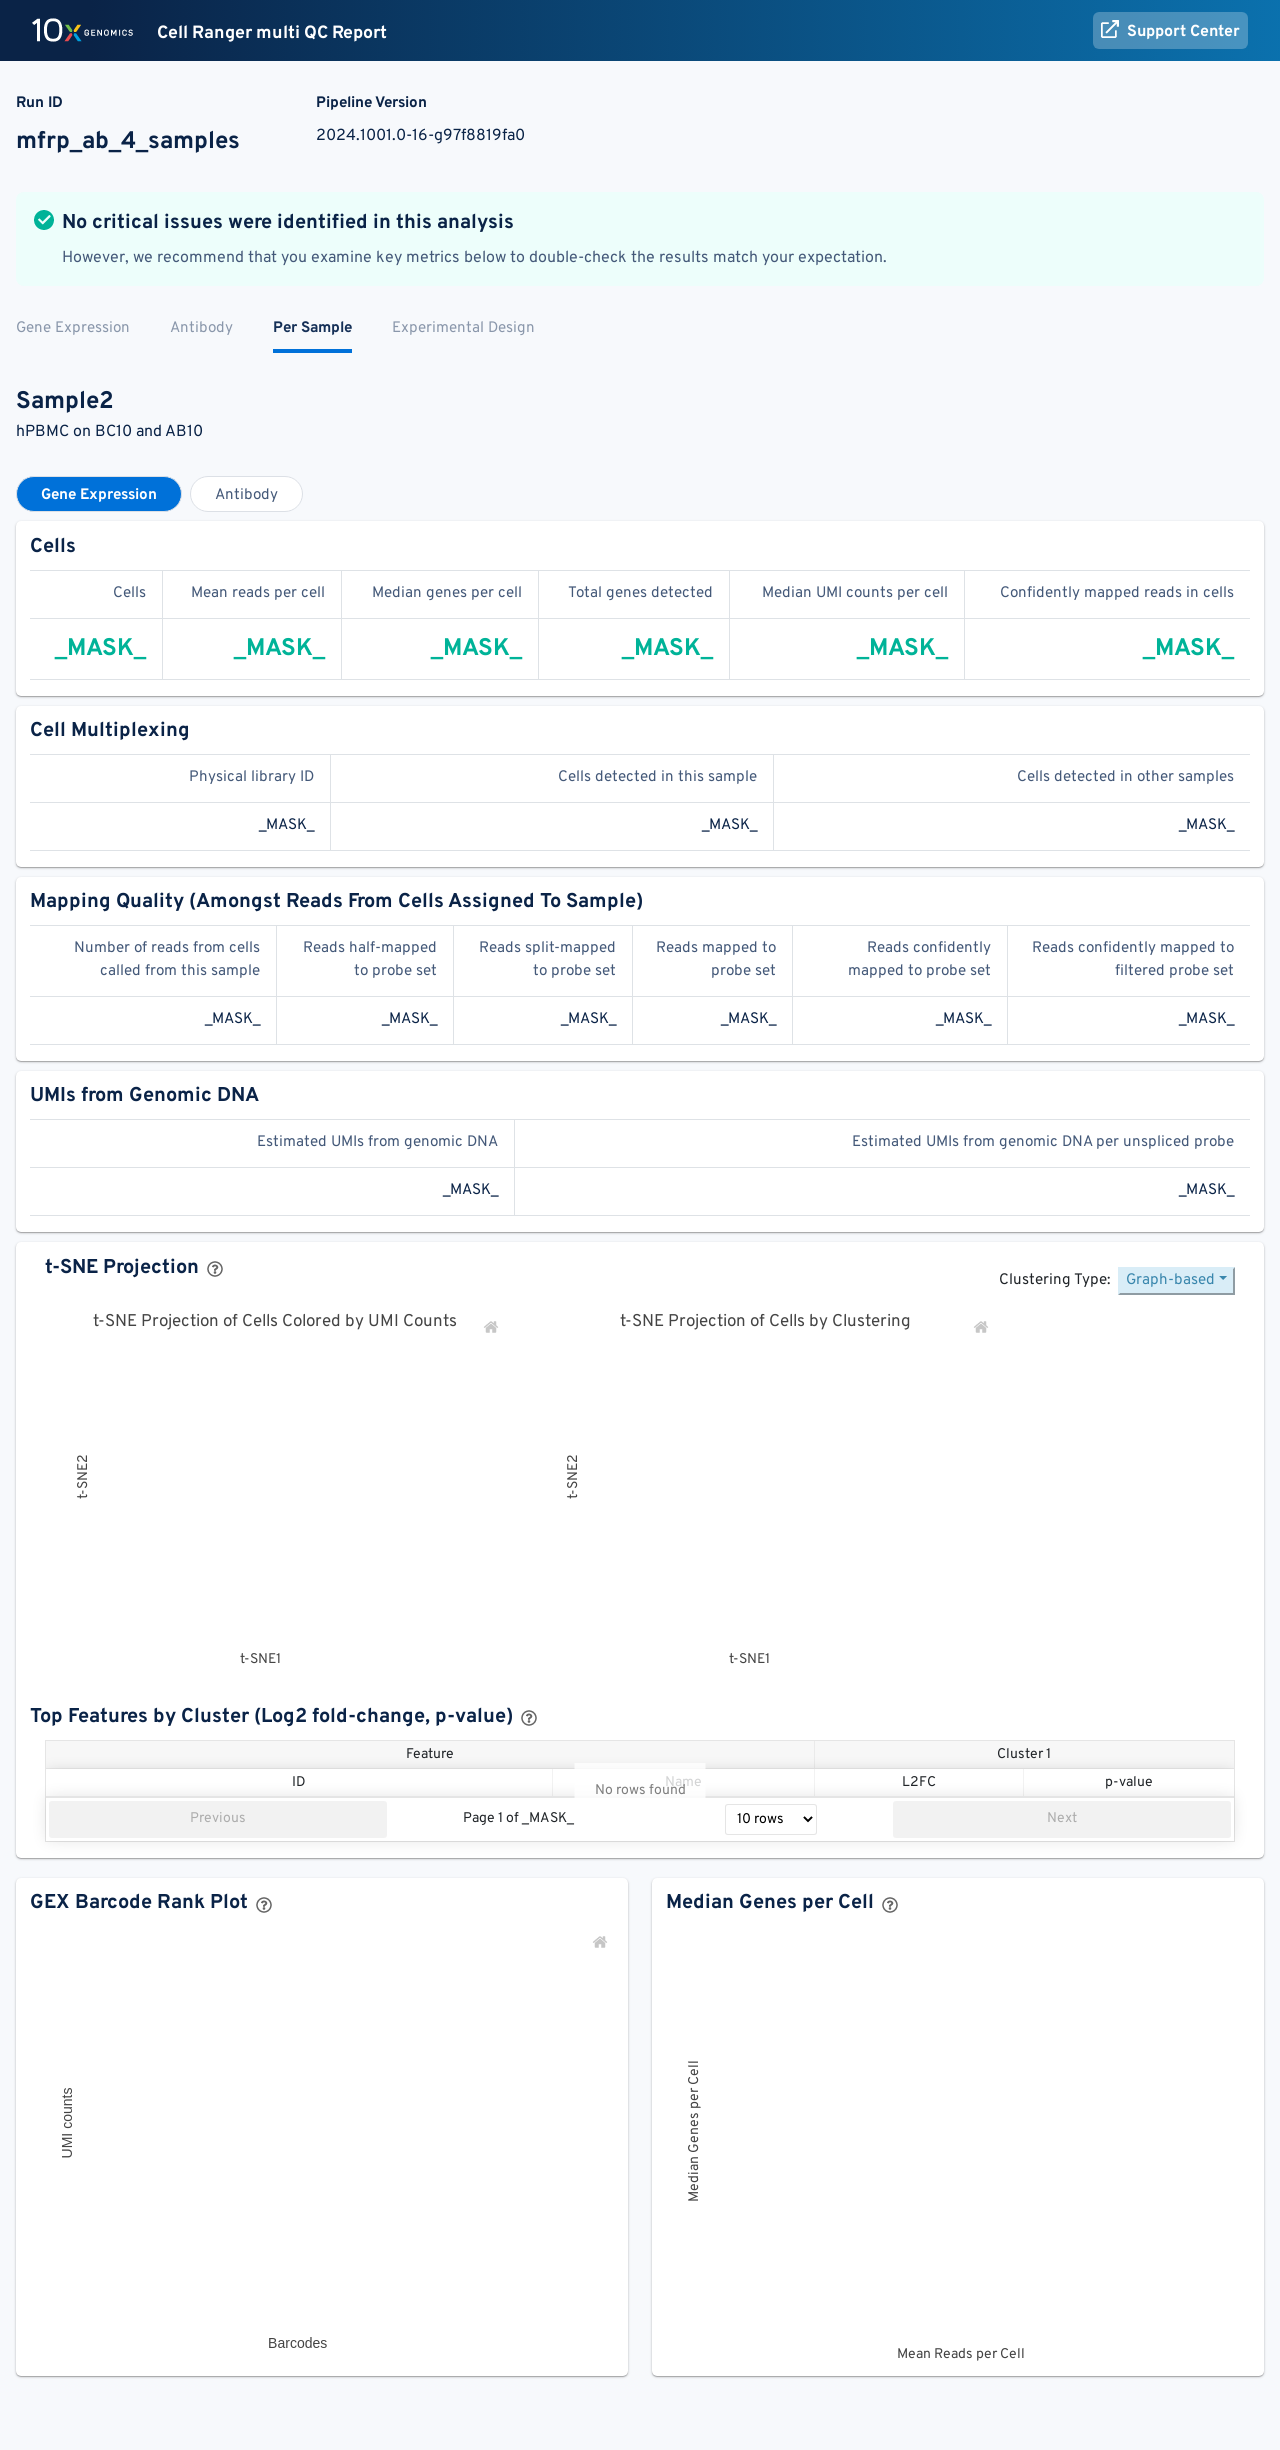 10x GENOMICS Cell Ranger multi QC Report Support Center
Run ID Pipeline Version
mfrp_ab_4_samples 2024.1001.0-16-g97f8819fa0
No critical issues were identified in this analysis
However, we recommend that you examine key metrics below to double-check the results match your expectation.
Gene Expression Antibody Per Sample Experimental Design
Sample2
hPBMC on BC10 and AB10
Gene Expression Antibody
Cells
Cells Mean reads per cell Median genes per cell Total genes detected Median UMI counts per cell Confidently mapped reads in cells
_MASK_ _MASK_ _MASK_ _MASK_ _MASK_ _MASK_
Cell Multiplexing
Physical library ID Cells detected in this sample Cells detected in other samples
_MASK_ _MASK_ _MASK_
Mapping Quality (Amongst Reads From Cells Assigned To Sample)
Number of reads from cells Reads half-mapped Reads split-mapped Reads mapped to Reads confidently Reads confidently mapped to
called from this sample to probe set to probe set probe set mapped to probe set filtered probe set
_MASK_ _MASK_ _MASK_ _MASK_ _MASK_ _MASK_
UMIs from Genomic DNA
Estimated UMIs from genomic DNA Estimated UMIs from genomic DNA per unspliced probe
_MASK_ _MASK_
t-SNE Projection ?
Clustering Type: Graph-based
t-SNE Projection of Cells Colored by UMI Counts t-SNE Projection of Cells by Clustering
t-SNE2 t-SNE2
t-SNE1 t-SNE1
Top Features by Cluster (Log2 fold-change, p-value) ?
Feature Cluster 1
ID Name L2FC p-value
No rows found
Previous Page 1 of _MASK_ 10 rows Next
GEX Barcode Rank Plot ? Median Genes per Cell ?
UMI counts Median Genes per Cell
Barcodes Mean Reads per Cell